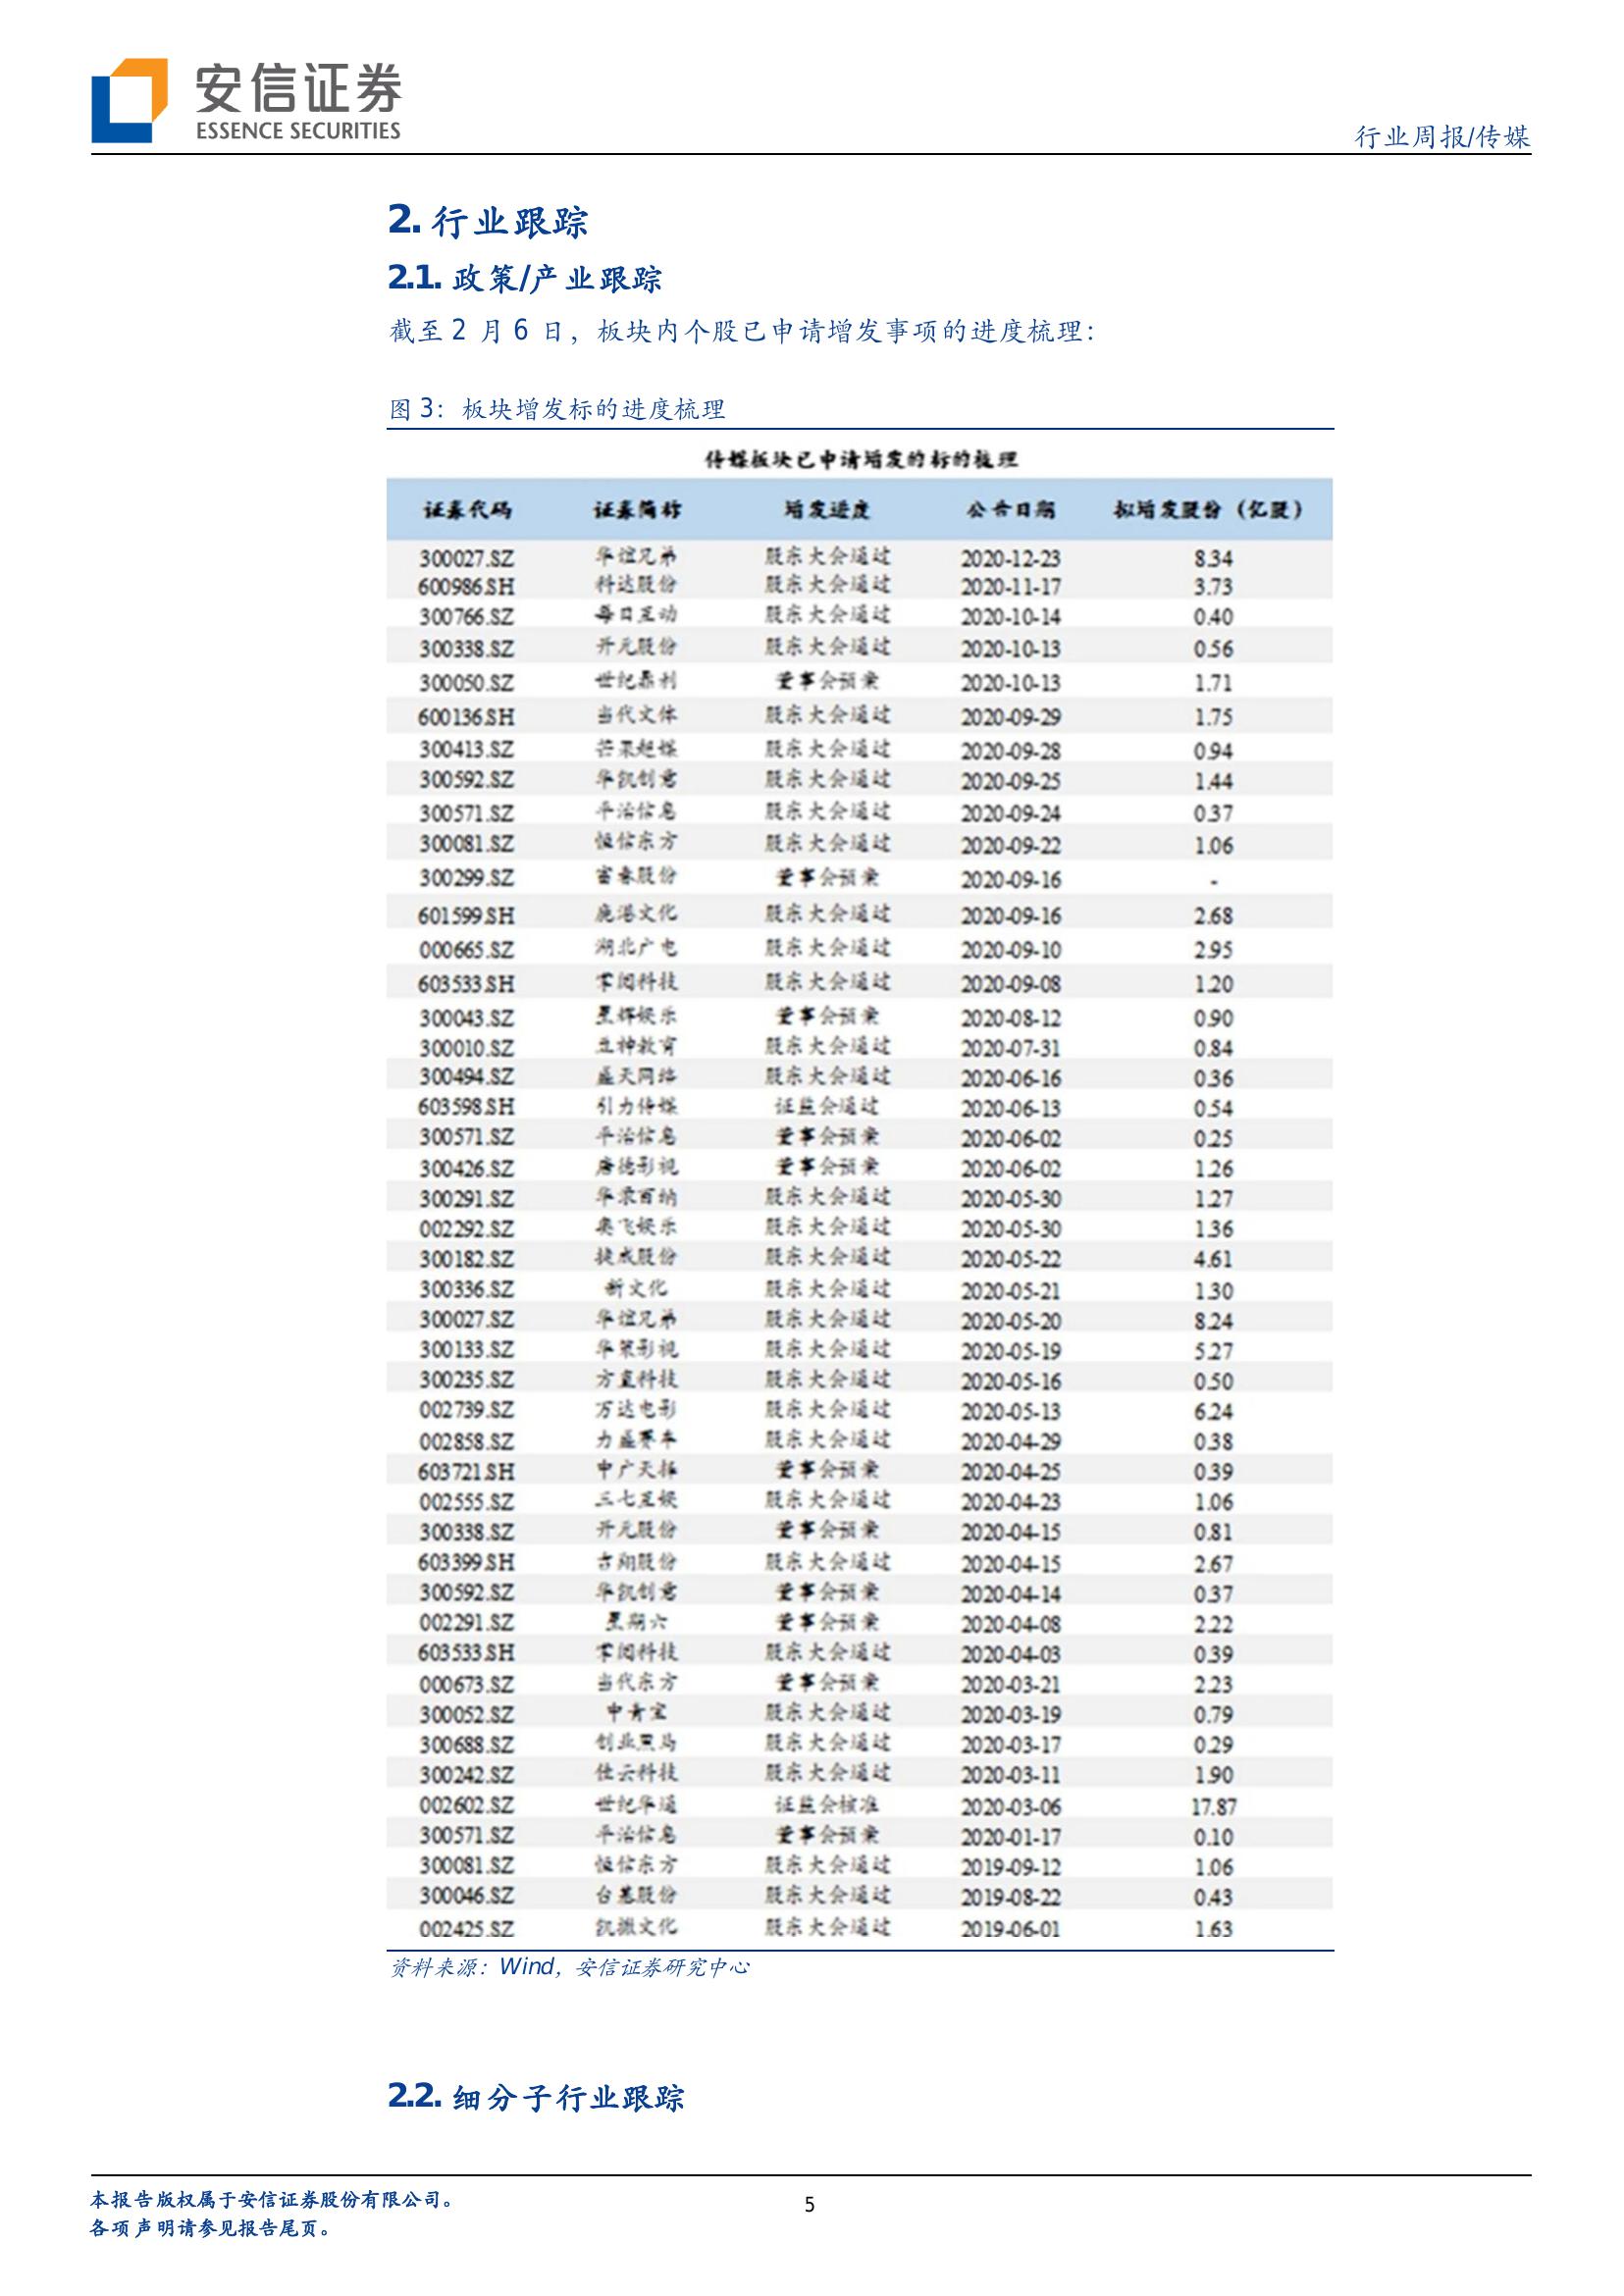 安信证券
ESSENCE SECURITIES
行业周报/传媒
2. 行业跟踪
2.1. 政策/产业跟踪
截至 2 月 6 日，板块内个股已申请增发事项的进度梳理：
图 3：板块增发标的进度梳理
传媒板块已申请增发的标的梳理
证券代码 证券简称 增发进度 公告日期 拟增发股份（亿股）
300027.SZ 华谊兄弟 股东大会通过 2020-12-23 8.34
600986.SH 科达股份 股东大会通过 2020-11-17 3.73
300766.SZ 每日互动 股东大会通过 2020-10-14 0.40
300338.SZ 开元股份 股东大会通过 2020-10-13 0.56
300050.SZ 世纪鼎利 董事会预案 2020-10-13 1.71
600136.SH 当代文体 股东大会通过 2020-09-29 1.75
300413.SZ 芒果超媒 股东大会通过 2020-09-28 0.94
300592.SZ 华凯创意 股东大会通过 2020-09-25 1.44
300571.SZ 平治信息 股东大会通过 2020-09-24 0.37
300081.SZ 恒信东方 股东大会通过 2020-09-22 1.06
300299.SZ 富春股份 董事会预案 2020-09-16 -
601599.SH 鹿港文化 股东大会通过 2020-09-16 2.68
000665.SZ 湖北广电 股东大会通过 2020-09-10 2.95
603533.SH 掌阅科技 股东大会通过 2020-09-08 1.20
300043.SZ 星辉娱乐 董事会预案 2020-08-12 0.90
300010.SZ 豆神教育 股东大会通过 2020-07-31 0.84
300494.SZ 盛天网络 股东大会通过 2020-06-16 0.36
603598.SH 引力传媒 证监会通过 2020-06-13 0.54
300571.SZ 平治信息 董事会预案 2020-06-02 0.25
300426.SZ 唐德影视 董事会预案 2020-06-02 1.26
300291.SZ 华录百纳 股东大会通过 2020-05-30 1.27
002292.SZ 奥飞娱乐 股东大会通过 2020-05-30 1.36
300182.SZ 捷成股份 股东大会通过 2020-05-22 4.61
300336.SZ 新文化 股东大会通过 2020-05-21 1.30
300027.SZ 华谊兄弟 股东大会通过 2020-05-20 8.24
300133.SZ 华策影视 股东大会通过 2020-05-19 5.27
300235.SZ 方直科技 股东大会通过 2020-05-16 0.50
002739.SZ 万达电影 股东大会通过 2020-05-13 6.24
002858.SZ 力盛赛车 股东大会通过 2020-04-29 0.38
603721.SH 中广天择 董事会预案 2020-04-25 0.39
002555.SZ 三七互娱 股东大会通过 2020-04-23 1.06
300338.SZ 开元股份 董事会预案 2020-04-15 0.81
603399.SH 吉翔股份 股东大会通过 2020-04-15 2.67
300592.SZ 华凯创意 董事会预案 2020-04-14 0.37
002291.SZ 星期六 董事会预案 2020-04-08 2.22
603533.SH 掌阅科技 股东大会通过 2020-04-03 0.39
000673.SZ 当代东方 董事会预案 2020-03-21 2.23
300052.SZ 中青宝 股东大会通过 2020-03-19 0.79
300688.SZ 创业黑马 股东大会通过 2020-03-17 0.29
300242.SZ 佳云科技 股东大会通过 2020-03-11 1.90
002602.SZ 世纪华通 证监会核准 2020-03-06 17.87
300571.SZ 平治信息 董事会预案 2020-01-17 0.10
300081.SZ 恒信东方 股东大会通过 2019-09-12 1.06
300046.SZ 台基股份 股东大会通过 2019-08-22 0.43
002425.SZ 凯撒文化 股东大会通过 2019-06-01 1.63
资料来源：Wind，安信证券研究中心
2.2. 细分子行业跟踪
本报告版权属于安信证券股份有限公司。
各项声明请参见报告尾页。
5